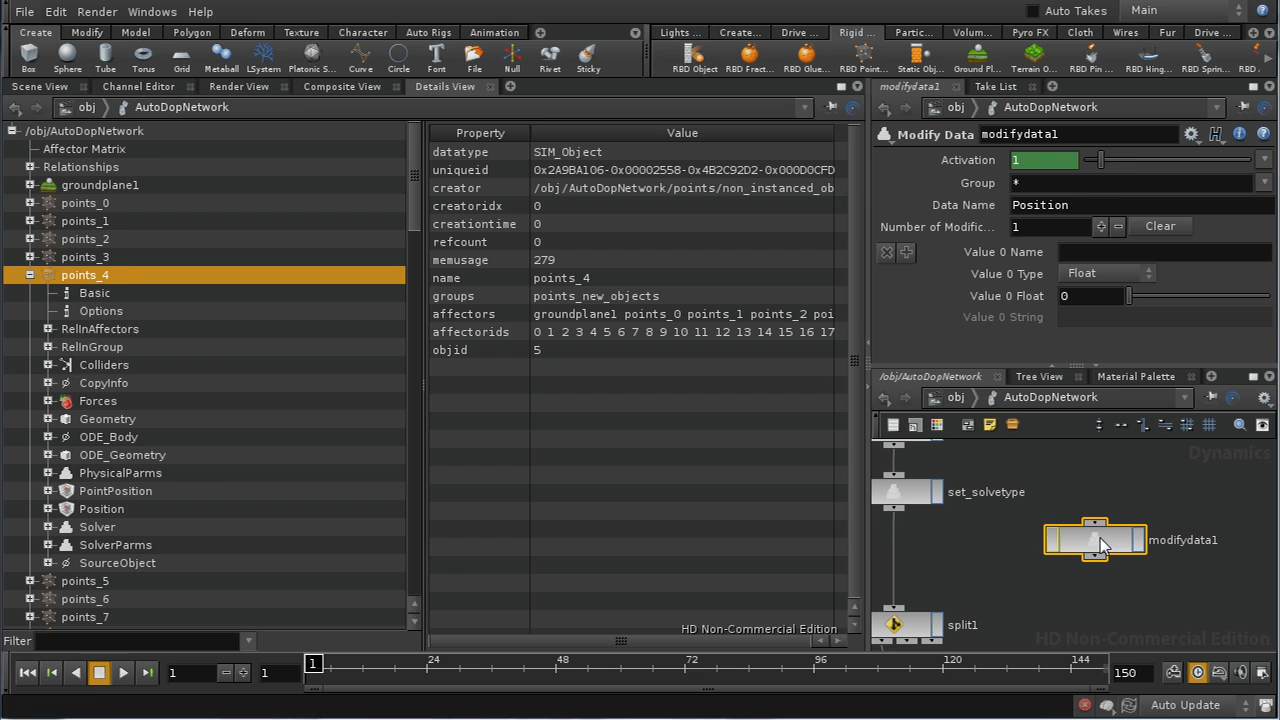 File Edit Render Windows Help Auto Takes Main
Create Modify Model Polygon Deform Texture Character Auto Rigs Animation Lights ... Create... Drive ... Rigid ... Partic... Volum... Pyro FX Cloth Wires Fur Drive ...
Box Sphere Tube Torus Grid Metaball LSystem Platonic S... Curve Circle Font File Null Rivet Sticky RBD Object RBD Fract... RBD Glue... RBD Point... Static Obj... Ground Pl... Terrain O... RBD Pin ... RBD Hing... RBD Sprin... RBD.
Scene View Channel Editor Render View Composite View Details View modifydata1 Take List
obj AutoDopNetwork obj AutoDopNetwork
/obj/AutoDopNetwork
Affector Matrix
Relationships
groundplane1
points_0
points_1
points_2
points_3
points_4
Basic
Options
RelInAffectors
RelInGroup
Colliders
CopyInfo
Forces
Geometry
ODE_Body
ODE_Geometry
PhysicalParms
PointPosition
Position
Solver
SolverParms
SourceObject
points_5
points_6
points_7
Filter
Property Value
datatype SIM_Object
uniqueid 0x2A9BA106-0x00002558-0x4B2C92D2-0x000D0CFD
creator /obj/AutoDopNetwork/points/non_instanced_ob
creatoridx 0
creationtime 0
refcount 0
memusage 279
name points_4
groups points_new_objects
affectors groundplane1 points_0 points_1 points_2 poi
affectorids 0 1 2 3 4 5 6 7 8 9 10 11 12 13 14 15 16 17
objid 5
HD Non-Commercial Edition
Modify Data modifydata1
Activation 1
Group *
Data Name Position
Number of Modific... 1 Clear
Value 0 Name
Value 0 Type Float
Value 0 Float 0
Value 0 String
/obj/AutoDopNetwork Tree View Material Palette
obj AutoDopNetwork
Dynamics
set_solvetype
modifydata1
split1
HD Non-Commercial Edition
1 1 1 24 48 72 96 120 144 150
Auto Update